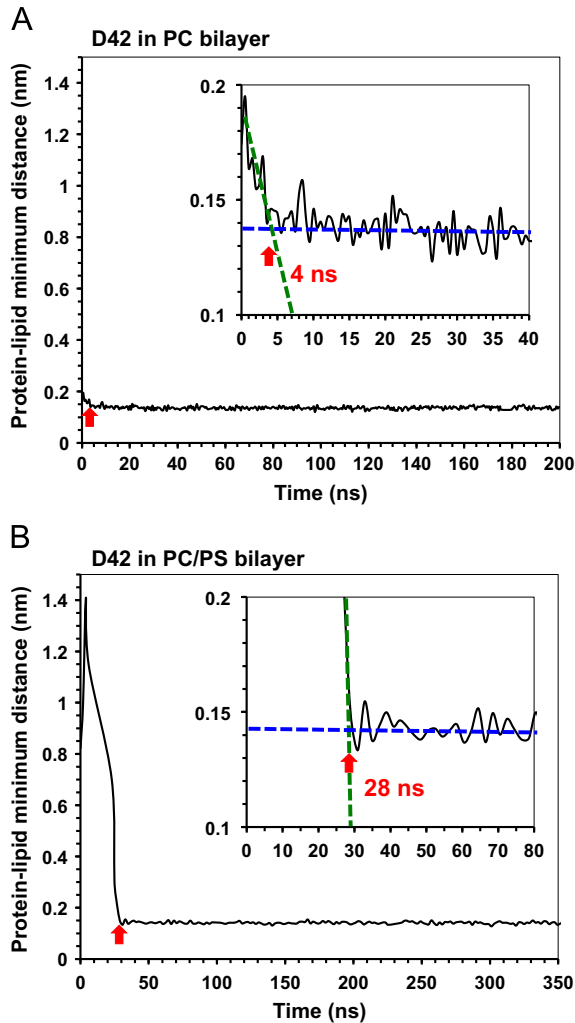 A
D42 in PC bilayer
Protein-lipid minimum distance (nm)
1.4
1.2
1
0.8
0.6
0.4
0.2
0
0.2
0.15
0.1
4 ns
0 5 10 15 20 25 30 35 40
0 20 40 60 80 100 120 140 160 180 200
Time (ns)
B
D42 in PC/PS bilayer
Protein-lipid minimum distance (nm)
1.4
1.2
1
0.8
0.6
0.4
0.2
0
0.2
0.15
0.1
28 ns
0 10 20 30 40 50 60 70 80
0 50 100 150 200 250 300 350
Time (ns)